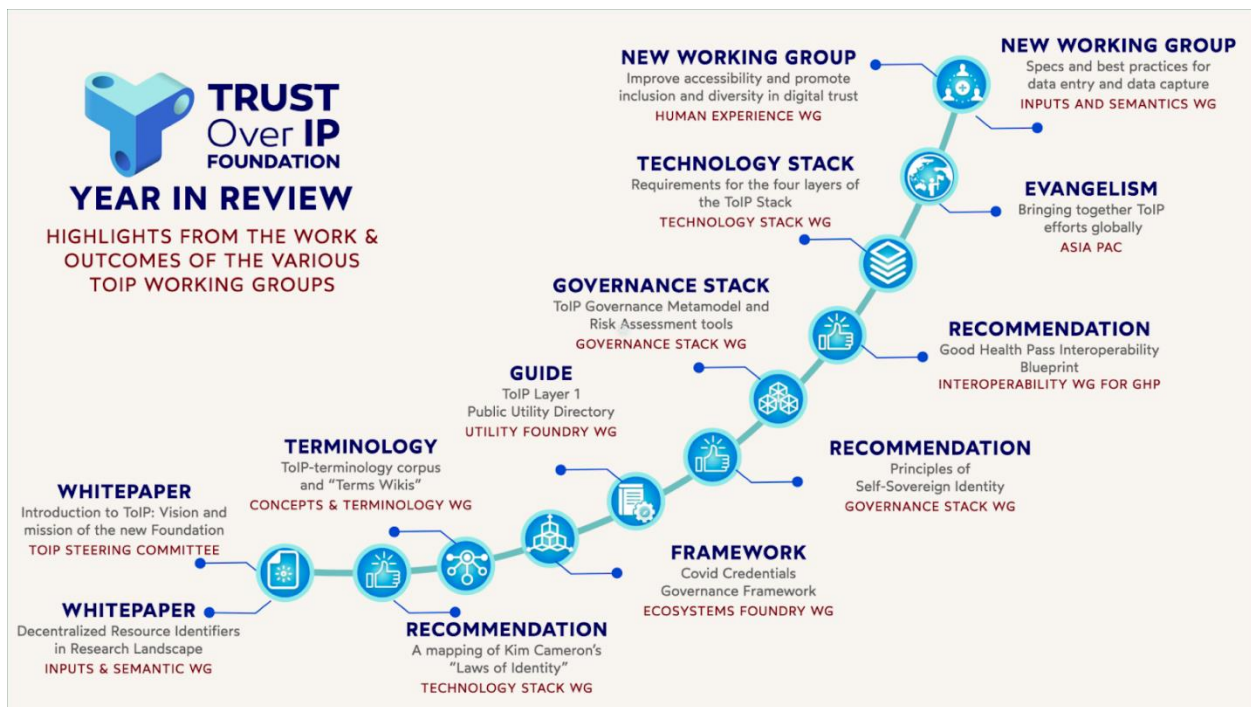 TRUST
Over IP
FOUNDATION
YEAR IN REVIEW
HIGHLIGHTS FROM THE WORK &
OUTCOMES OF THE VARIOUS
TOIP WORKING GROUPS
WHITEPAPER
Introduction to ToIP: Vision and
mission of the new Foundation
TOIP STEERING COMMITTEE
WHITEPAPER
Decentralized Resource Identifiers
in Research Landscape
INPUTS & SEMANTIC WG
RECOMMENDATION
A mapping of Kim Cameron's
"Laws of Identity"
TECHNOLOGY STACK WG
TERMINOLOGY
ToIP-terminology corpus
and "Terms Wikis"
CONCEPTS & TERMINOLOGY WG
FRAMEWORK
Covid Credentials
Governance Framework
ECOSYSTEMS FOUNDRY WG
GUIDE
ToIP Layer 1
Public Utility Directory
UTILITY FOUNDRY WG
RECOMMENDATION
Principles of
Self-Sovereign Identity
GOVERNANCE STACK WG
GOVERNANCE STACK
ToIP Governance Metamodel and
Risk Assessment tools
GOVERNANCE STACK WG
RECOMMENDATION
Good Health Pass Interoperability
Blueprint
INTEROPERABILITY WG FOR GHP
TECHNOLOGY STACK
Requirements for the four layers of
the ToIP Stack
TECHNOLOGY STACK WG
EVANGELISM
Bringing together ToIP
efforts globally
ASIA PAC
NEW WORKING GROUP
Improve accessibility and promote
inclusion and diversity in digital trust
HUMAN EXPERIENCE WG
NEW WORKING GROUP
Specs and best practices for
data entry and data capture
INPUTS AND SEMANTICS WG